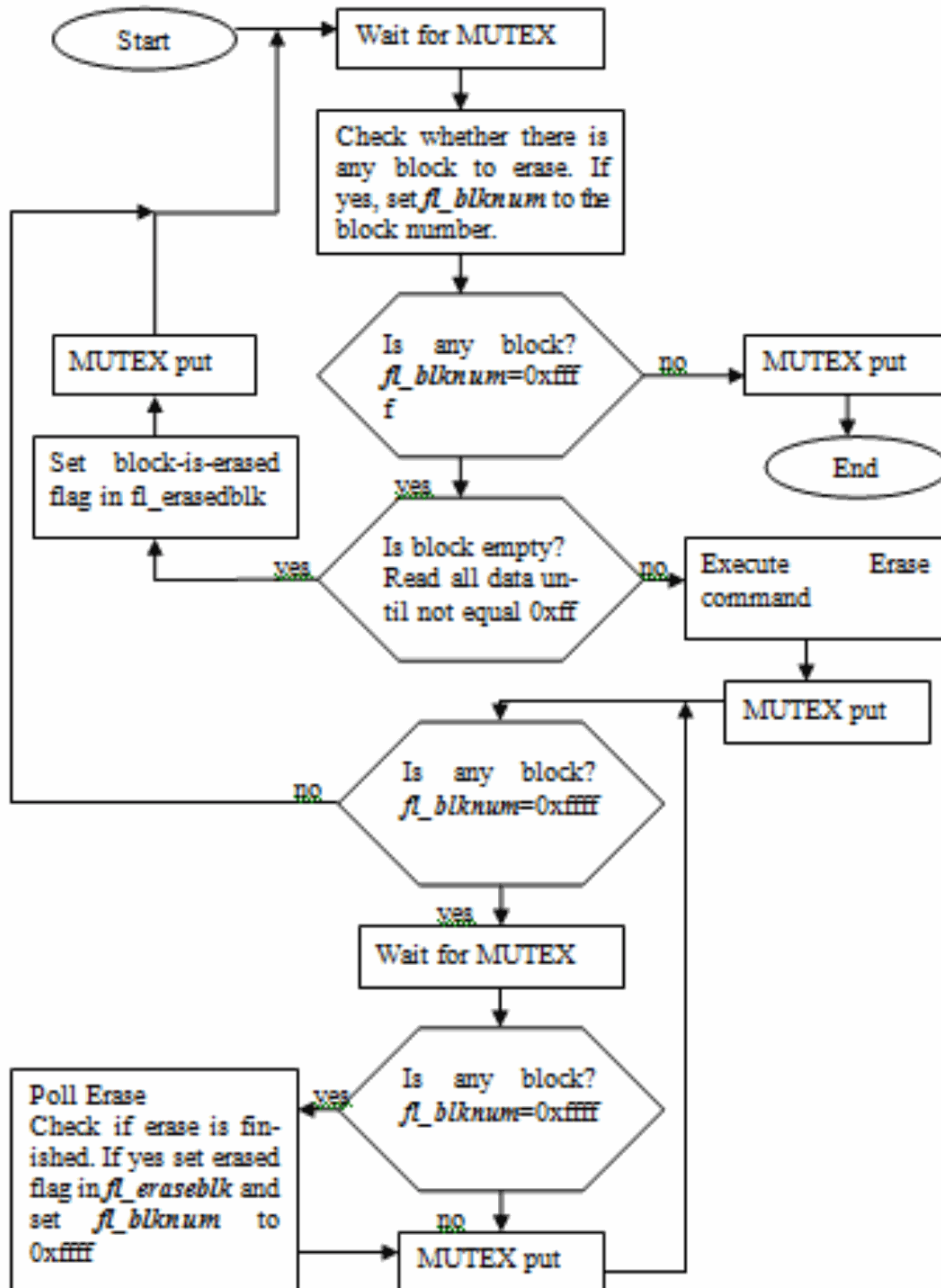 Start
Wait for MUTEX
Check whether there is
any block to erase. If
yes, set fl_blknum to the
block number.
Is any block?
fl_blknum=0xfff
f
no
MUTEX put
End
MUTEX put
Set block-is-erased
flag in fl_erasedblk
yes
Is block empty?
Read all data un-
til not equal 0xff
yes
no
Execute Erase
command
MUTEX put
Is any block?
fl_blknum=0xffff
no
yes
Wait for MUTEX
Is any block?
fl_blknum=0xffff
yes
Poll Erase
Check if erase is fin-
ished. If yes set erased
flag in fl_eraseblk and
set fl_blknum to
0xffff
no
MUTEX put